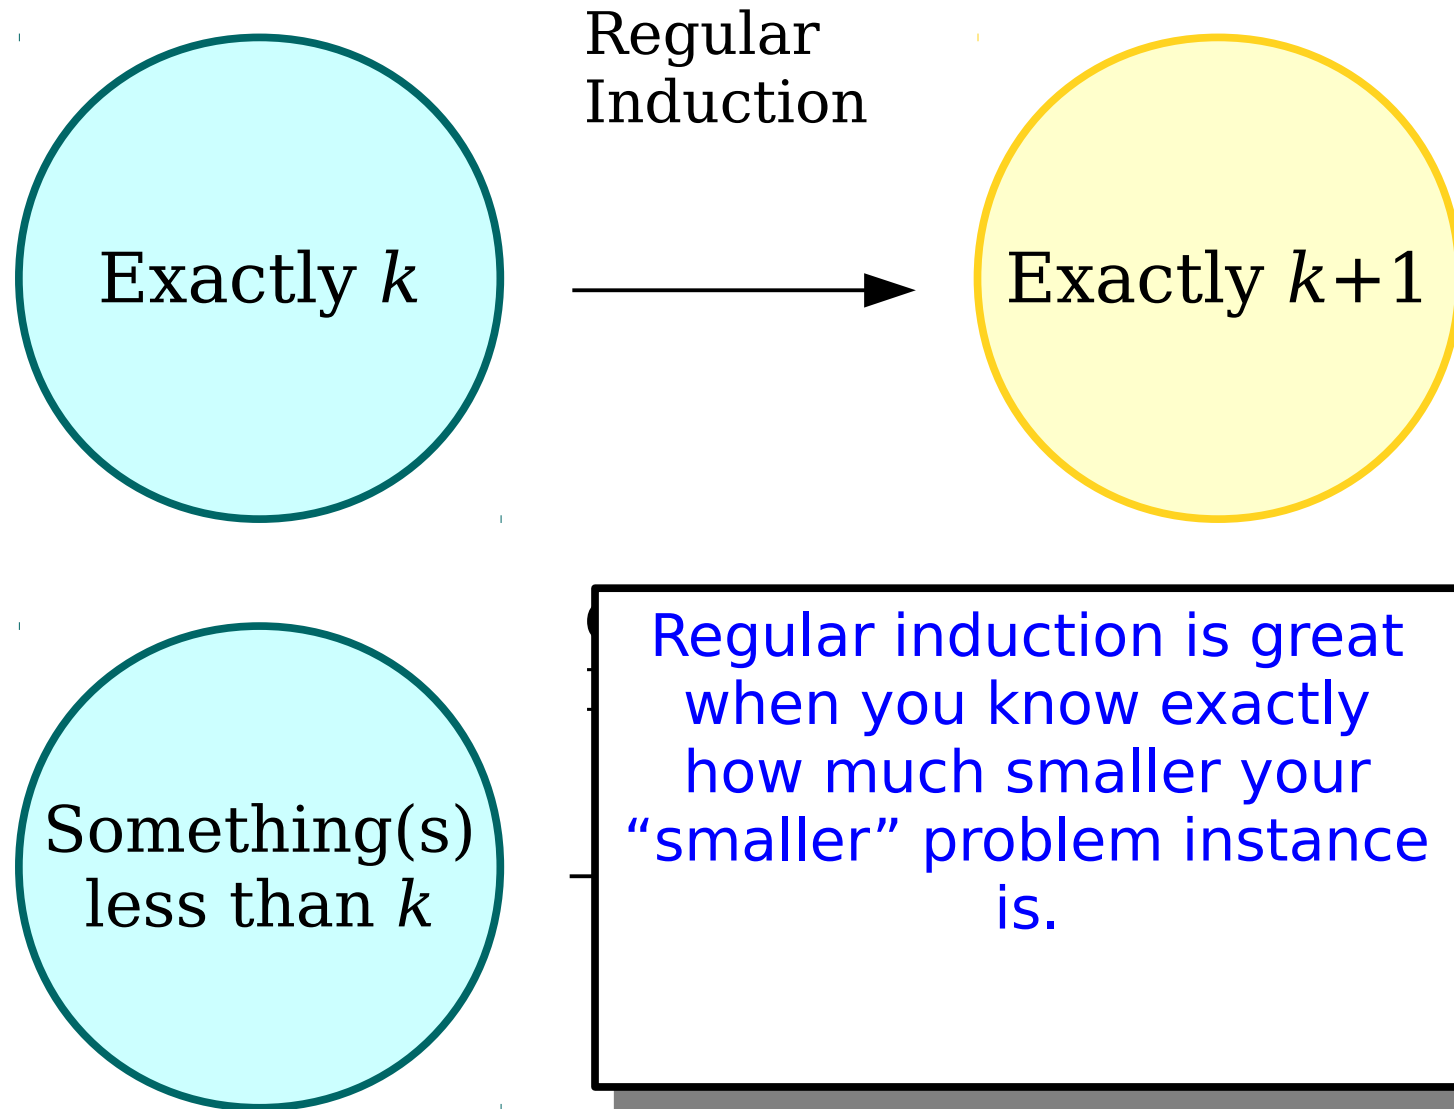 Regular
Induction
Exactly k
Exactly k+1
Something(s)
less than k
Regular induction is great
when you know exactly
how much smaller your
“smaller” problem instance
is.